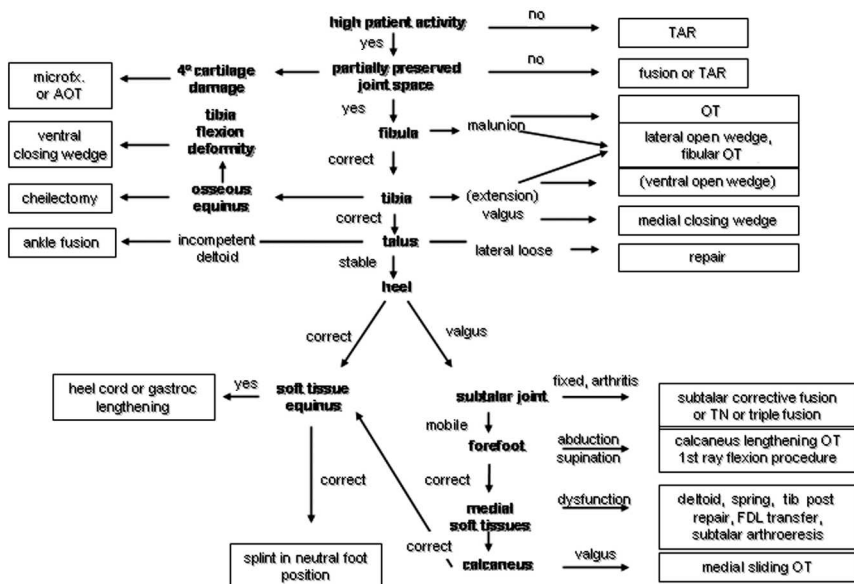 high patient activity
no
TAR
yes
microfx.
or AOT
4° cartilage
damage
partially preserved
joint space
no
fusion or TAR
yes
OT
ventral
closing wedge
tibia
flexion
deformity
fibula
malunion
lateral open wedge,
fibular OT
correct
(ventral open wedge)
cheilectomy
osseous
equinus
tibia
(extension)
valgus
medial closing wedge
correct
ankle fusion
incompetent
deltoid
talus
lateral loose
repair
stable
heel
correct
valgus
heel cord or gastroc
lengthening
yes
soft tissue
equinus
subtalar joint
fixed, arthritis
subtalar corrective fusion
or TN or triple fusion
mobile
forefoot
abduction
supination
calcaneus lengthening OT
1st ray flexion procedure
correct
correct
medial
soft tissues
dysfunction
deltoid, spring, tib post
repair, FDL transfer,
subtalar arthroeresis
splint in neutral foot
position
correct
calcaneus
valgus
medial sliding OT